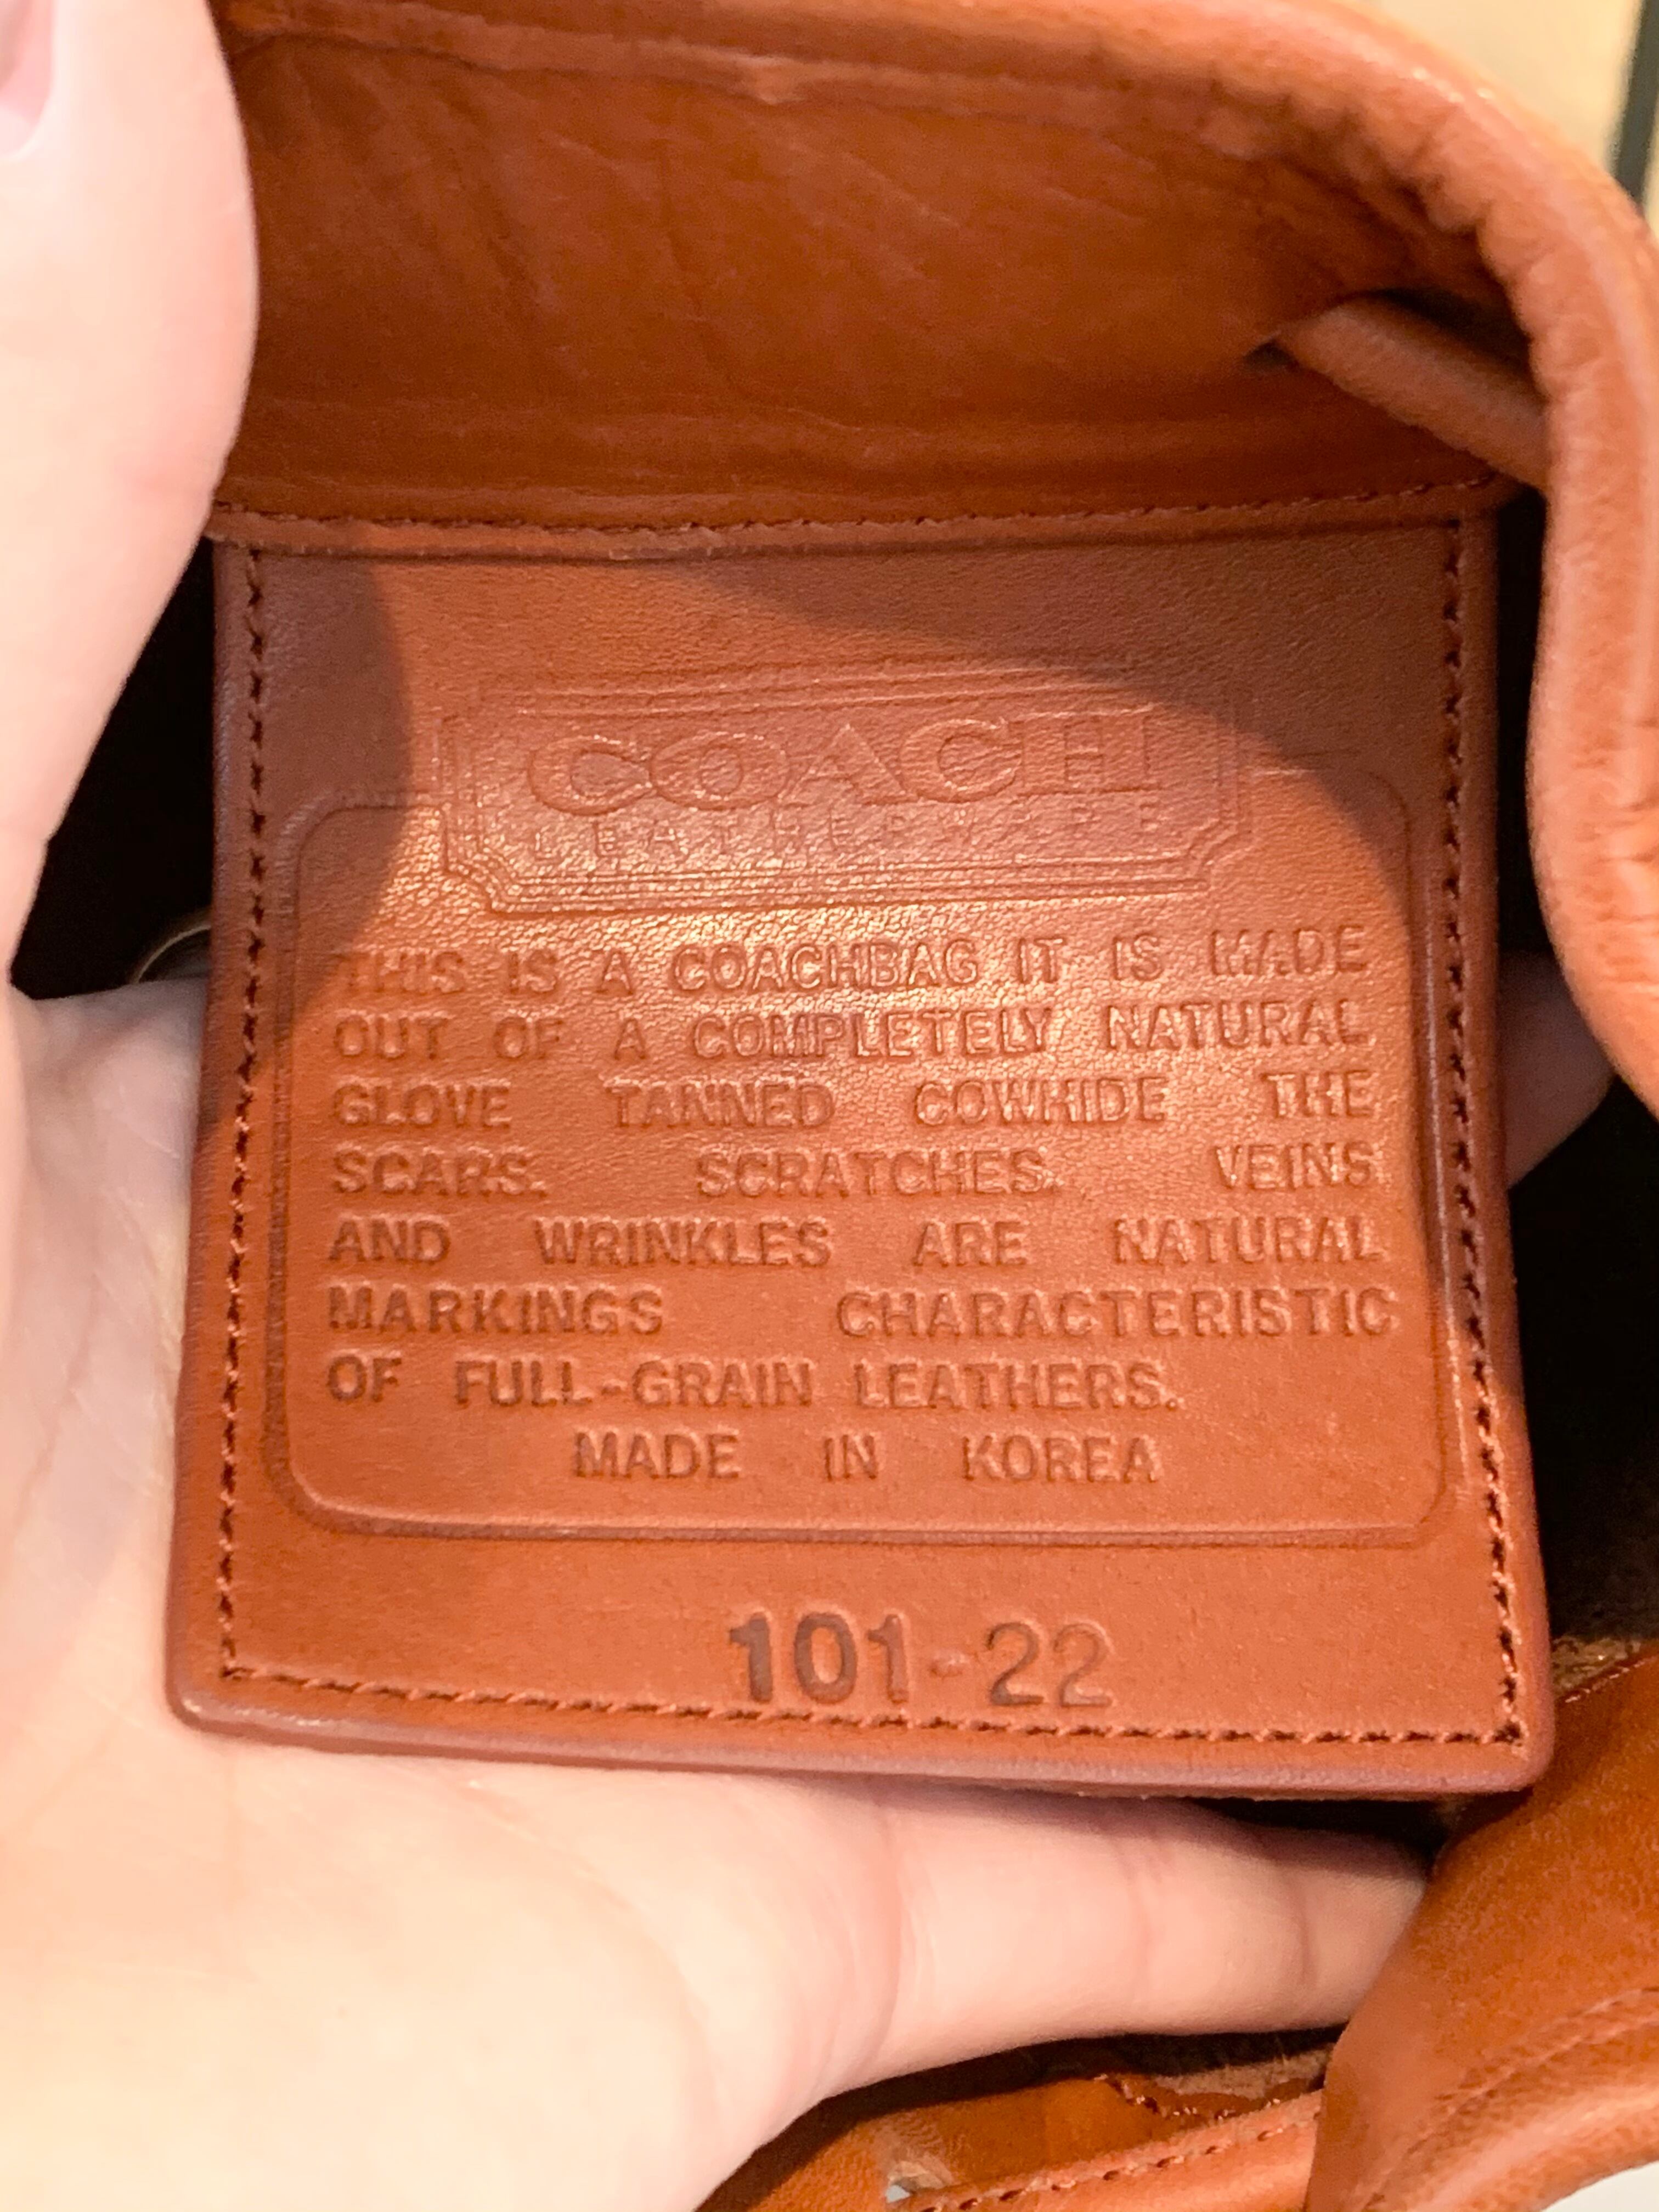 COACH
LEATHERWARE
THIS IS A COACHBAG IT IS MADE
OUT OF A COMPLETELY NATURAL
GLOVE TANNED COWHIDE THE
SCARS. SCRATCHES. VEINS
AND WRINKLES ARE NATURAL
MARKINGS CHARACTERISTIC
OF FULL-GRAIN LEATHERS.
MADE IN KOREA
101-22